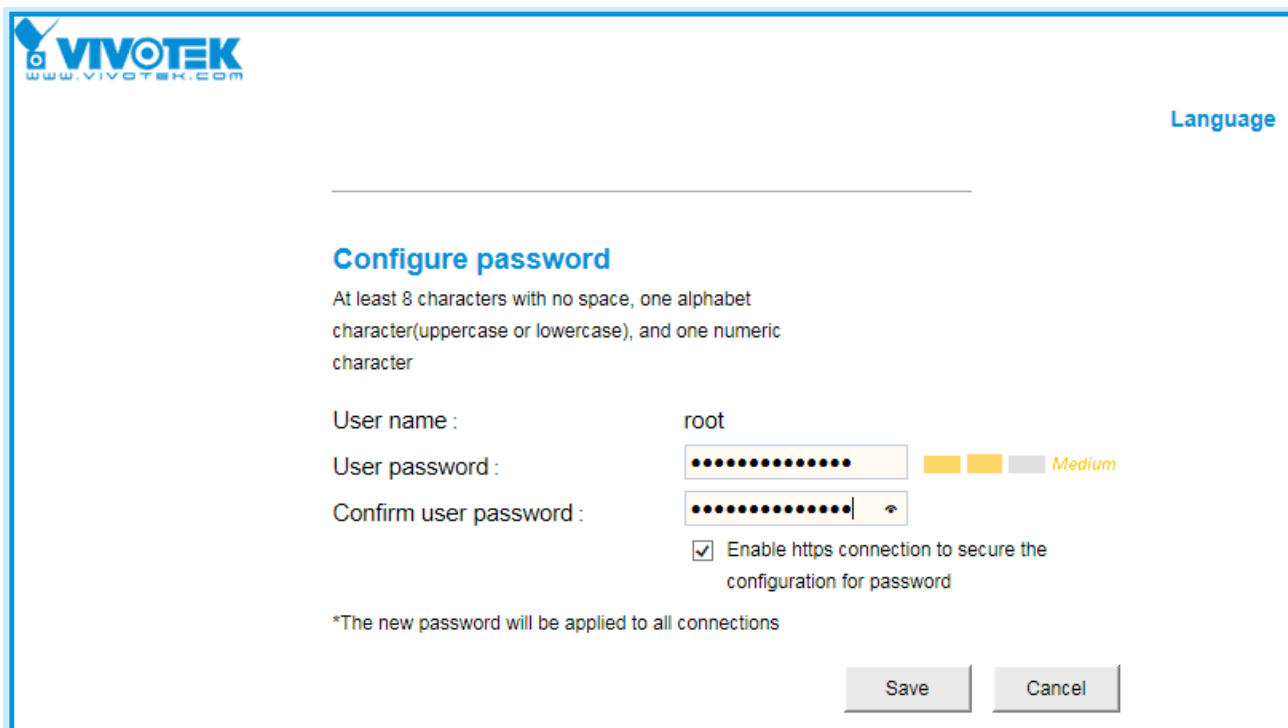 VIVOTEK
WWW.VIVOTEK.COM
Language
Configure password
At least 8 characters with no space, one alphabet
character(uppercase or lowercase), and one numeric
character
User name : root
User password : ●●●●●●●●●●●●●● Medium
Confirm user password : ●●●●●●●●●●●●●●
Enable https connection to secure the
configuration for password
*The new password will be applied to all connections
Save Cancel